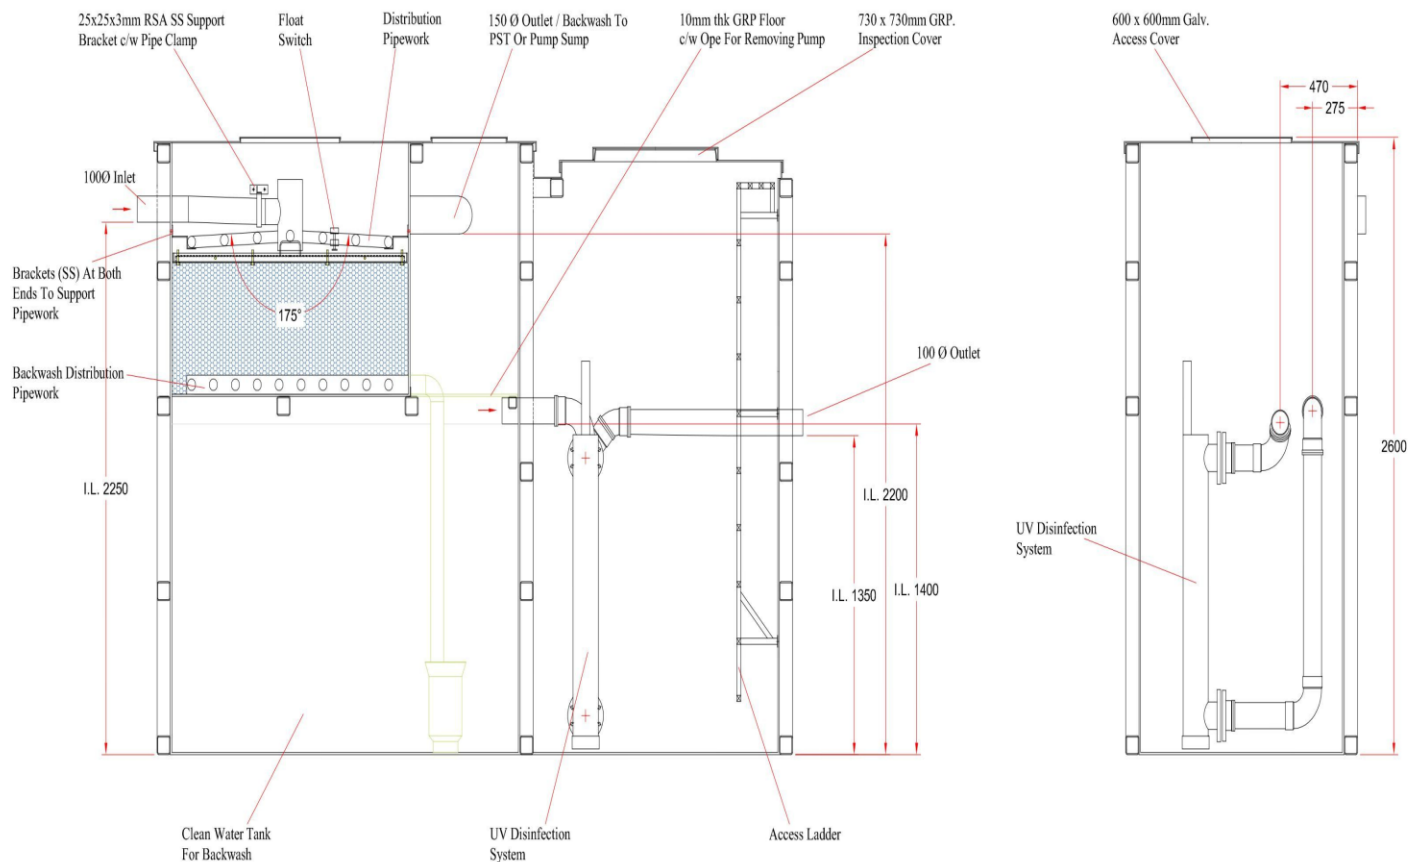 25x25x3mm RSA SS Support
Bracket c/w Pipe Clamp
Float
Switch
Distribution
Pipework
150 Ø Outlet / Backwash To
PST Or Pump Sump
10mm thk GRP Floor
c/w Ope For Removing Pump
730 x 730mm GRP.
Inspection Cover
600 x 600mm Galv.
Access Cover
470
275
100Ø Inlet
Brackets (SS) At Both
Ends To Support
Pipework
175°
Backwash Distribution
Pipework
100 Ø Outlet
2600
I.L. 2250
I.L. 2200
UV Disinfection
System
I.L. 1350
I.L. 1400
Clean Water Tank
For Backwash
UV Disinfection
System
Access Ladder